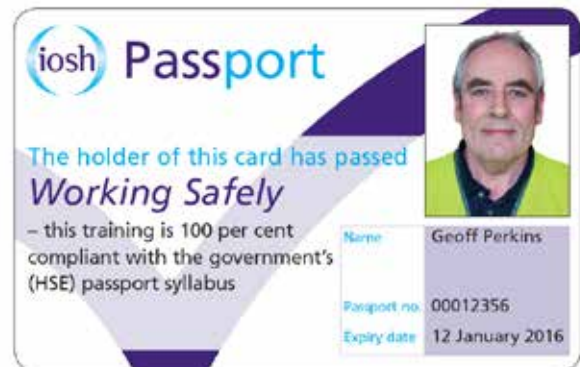 iosh Passport
The holder of this card has passed
Working Safely
– this training is 100 per cent
compliant with the government's
(HSE) passport syllabus
Name Geoff Perkins
Passport no. 00012356
Expiry date 12 January 2016